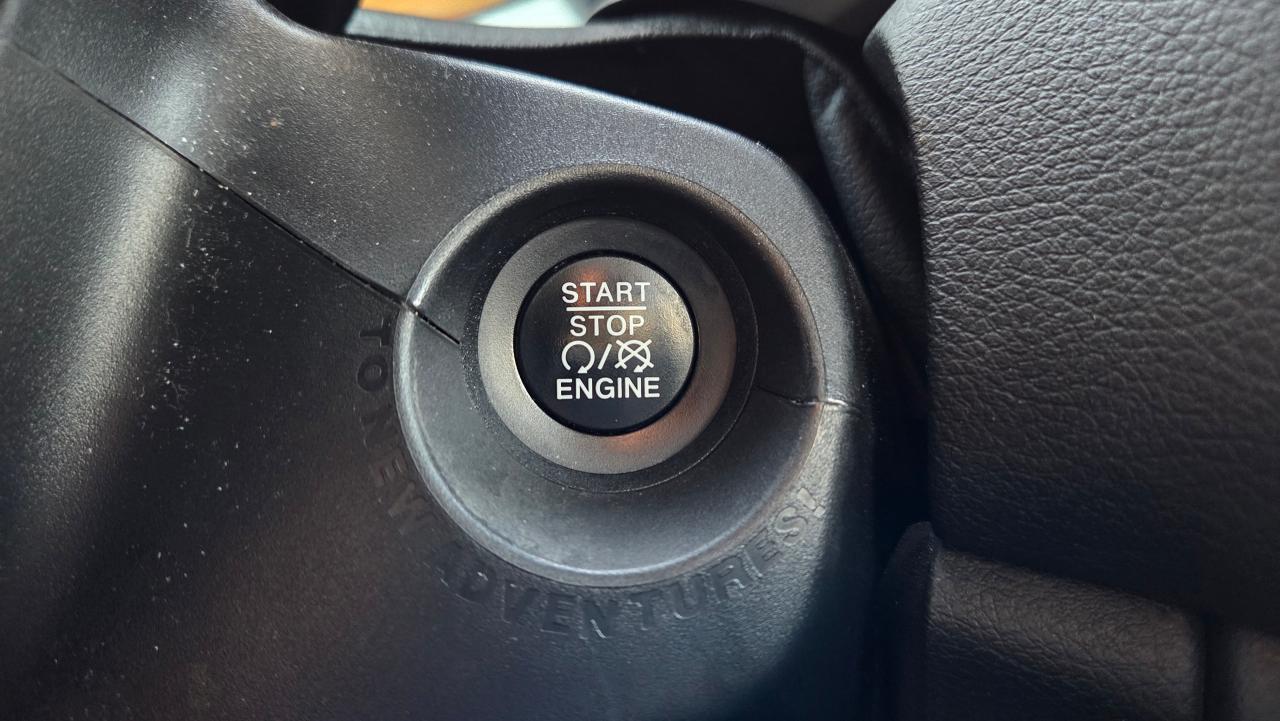 START
STOP
/
ENGINE
TO NEW ADVENTURES!